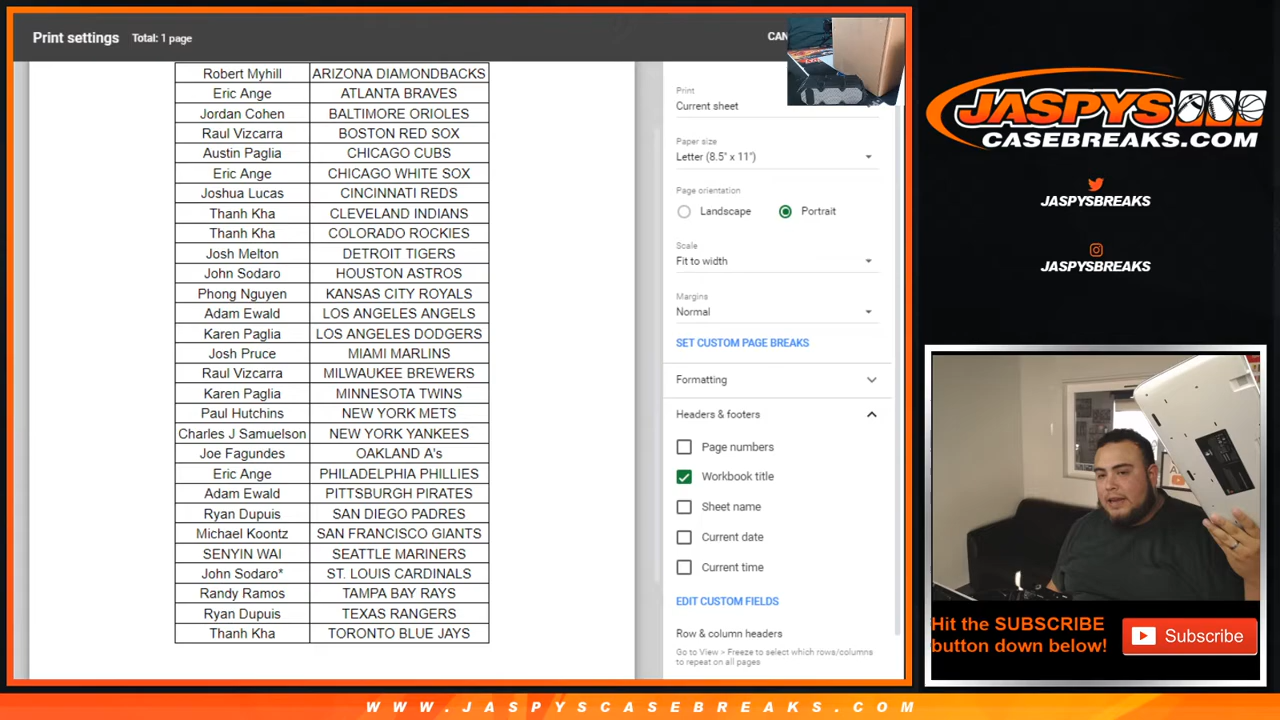 Print settings Total: 1 page
CAN
Robert Myhill ARIZONA DIAMONDBACKS
Eric Ange ATLANTA BRAVES
Jordan Cohen BALTIMORE ORIOLES
Raul Vizcarra BOSTON RED SOX
Austin Paglia CHICAGO CUBS
Eric Ange CHICAGO WHITE SOX
Joshua Lucas CINCINNATI REDS
Thanh Kha CLEVELAND INDIANS
Thanh Kha COLORADO ROCKIES
Josh Melton DETROIT TIGERS
John Sodaro HOUSTON ASTROS
Phong Nguyen KANSAS CITY ROYALS
Adam Ewald LOS ANGELES ANGELS
Karen Paglia LOS ANGELES DODGERS
Josh Pruce MIAMI MARLINS
Raul Vizcarra MILWAUKEE BREWERS
Karen Paglia MINNESOTA TWINS
Paul Hutchins NEW YORK METS
Charles J Samuelson NEW YORK YANKEES
Joe Fagundes OAKLAND A's
Eric Ange PHILADELPHIA PHILLIES
Adam Ewald PITTSBURGH PIRATES
Ryan Dupuis SAN DIEGO PADRES
Michael Koontz SAN FRANCISCO GIANTS
SENYIN WAI SEATTLE MARINERS
John Sodaro* ST. LOUIS CARDINALS
Randy Ramos TAMPA BAY RAYS
Ryan Dupuis TEXAS RANGERS
Thanh Kha TORONTO BLUE JAYS
Print
Current sheet
Paper size
Letter (8.5" x 11")
Page orientation
Landscape Portrait
Scale
Fit to width
Margins
Normal
SET CUSTOM PAGE BREAKS
Formatting
Headers & footers
Page numbers
Workbook title
Sheet name
Current date
Current time
EDIT CUSTOM FIELDS
Row & column headers
Go to View > Freeze to select which rows/columns
to repeat on all pages
JASPYS
CASEBREAKS.COM
JASPYSBREAKS
JASPYSBREAKS
Hit the SUBSCRIBE
button down below!
Subscribe
WWW.JASPYSCASEBREAKS.COM